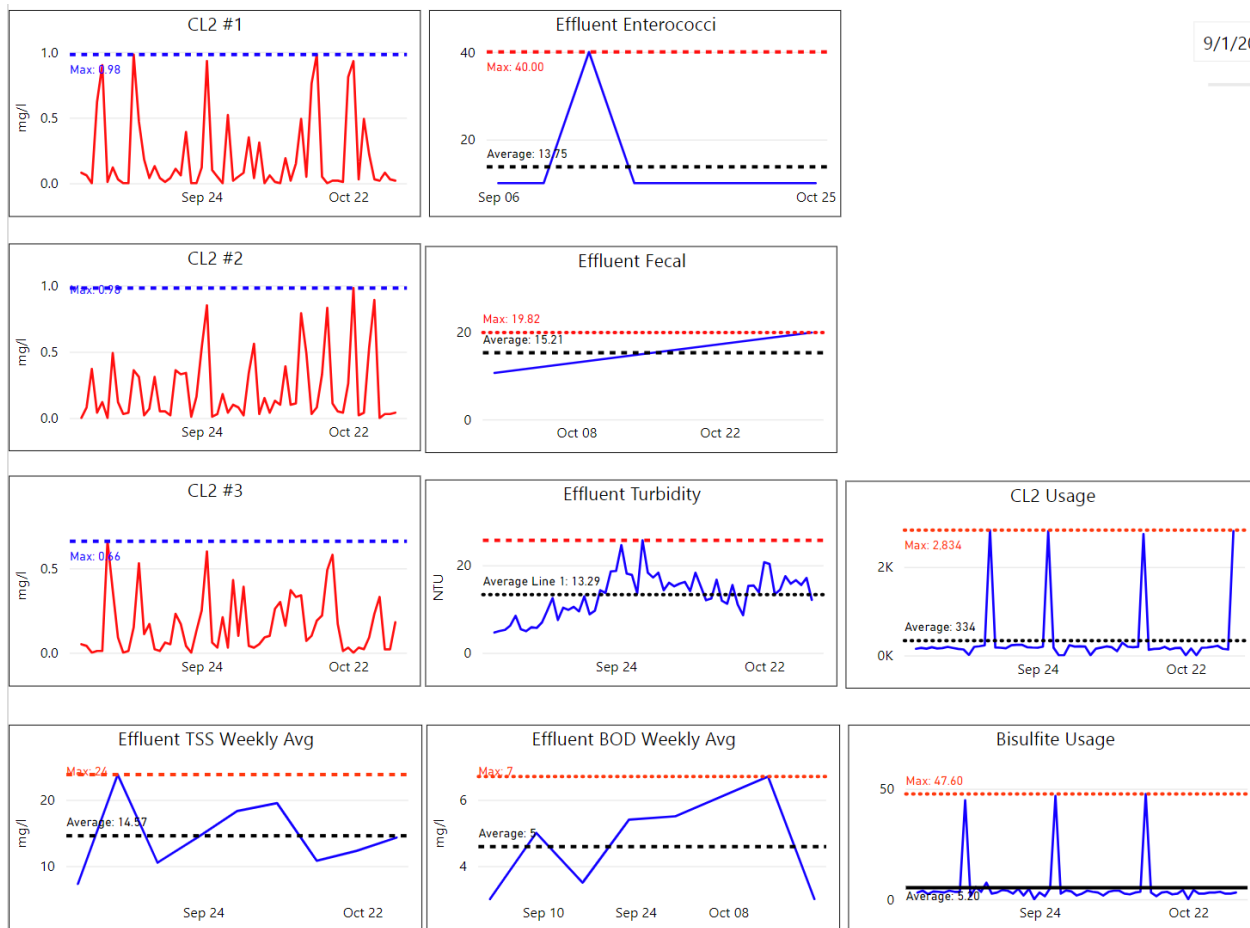 CL2 #1
1.0
Max: 0.98
mg/l
0.5
0.0
Sep 24
Oct 22
Effluent Enterococci
40
Max: 40.00
20
Average: 13.75
Sep 06
Oct 25
9/1/20
CL2 #2
1.0
Max: 0.98
mg/l
0.5
0.0
Sep 24
Oct 22
Effluent Fecal
Max: 19.82
20
Average: 15.21
0
Oct 08
Oct 22
CL2 #3
Max: 0.66
0.5
mg/l
0.0
Sep 24
Oct 22
Effluent Turbidity
20
Average Line 1: 13.29
NTU
0
Sep 24
Oct 22
CL2 Usage
Max: 2.834
2K
Average: 334
0K
Sep 24
Oct 22
Effluent TSS Weekly Avg
Max: 24
20
Average: 14.57
mg/l
10
Sep 24
Oct 22
Effluent BOD Weekly Avg
Max: 7
6
Average: 5
mg/l
4
Sep 10
Sep 24
Oct 08
Bisulfite Usage
Max: 47.60
50
0
Average: 5.20
Sep 24
Oct 22